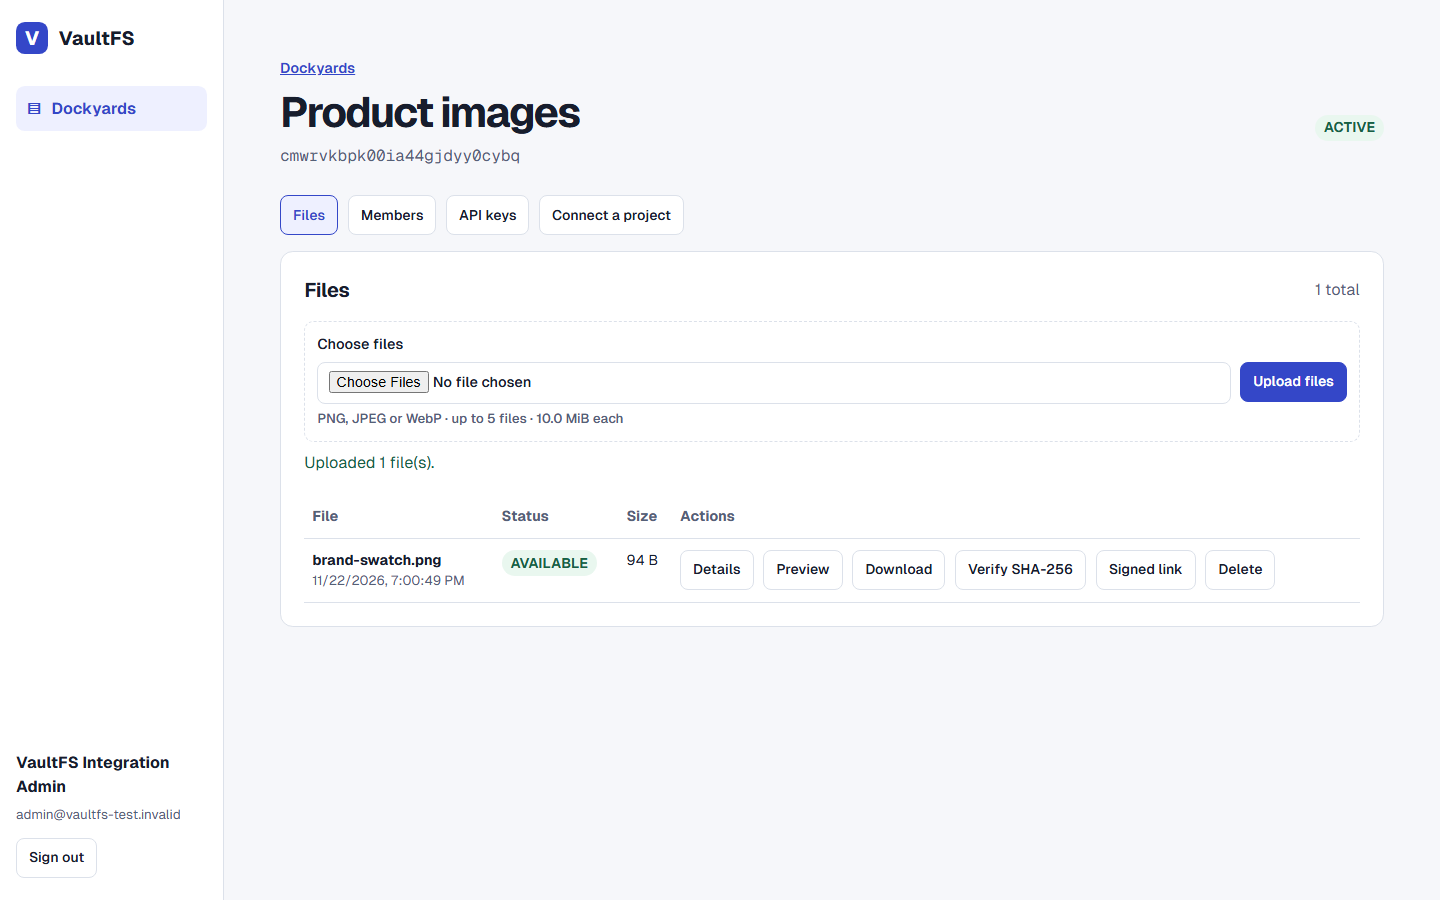 V VaultFS
Dockyards
Dockyards
Product images
cmwrvkbpk00ia44gjdyy0cybq
ACTIVE
Files Members API keys Connect a project
Files 1 total
Choose files
Choose Files No file chosen
Upload files
PNG, JPEG or WebP · up to 5 files · 10.0 MiB each
Uploaded 1 file(s).
File Status Size Actions
brand-swatch.png AVAILABLE 94 B Details Preview Download Verify SHA-256 Signed link Delete
11/22/2026, 7:00:49 PM
VaultFS Integration
Admin
admin@vaultfs-test.invalid
Sign out